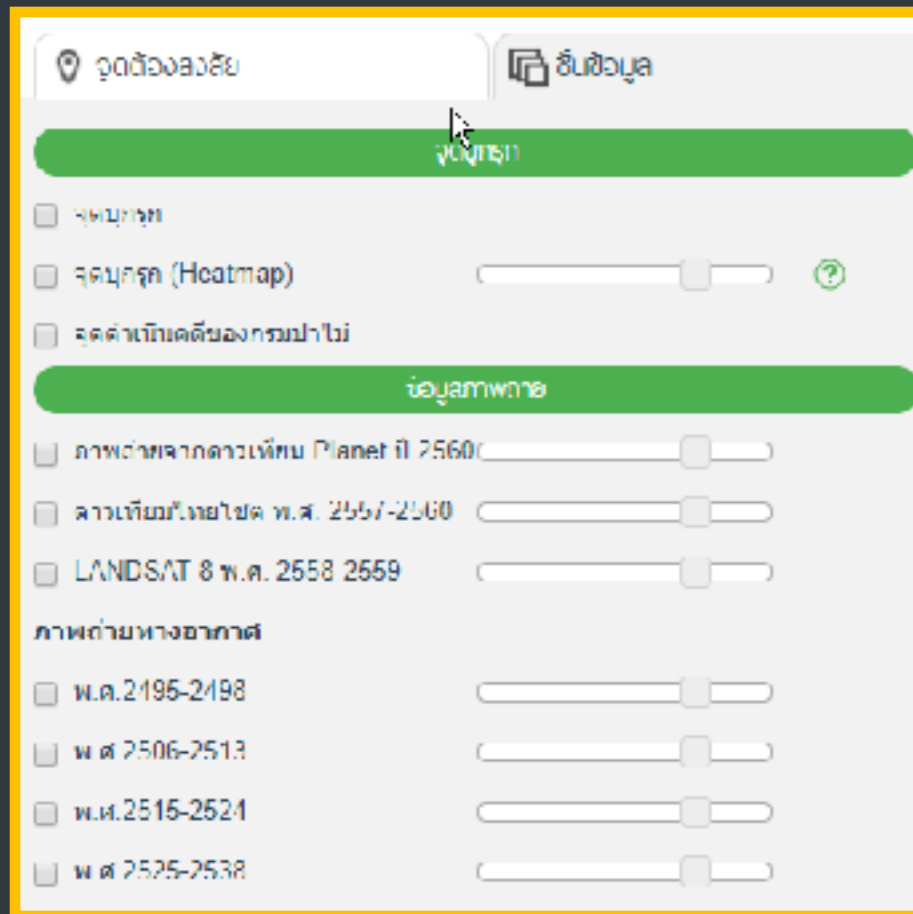 จุดต้องสงสัย
ชั้นข้อมูล
จุดบุกรุก
จุดบุกรุก
จุดบุกรุก (Heatmap)
จุดดำเนินคดีของกรมป่าไม้
ข้อมูลภาพถ่าย
ภาพถ่ายจากดาวเทียม Planet ปี 2560
ดาวเทียมไทยโชต พ.ศ. 2557-2560
LANDSAT 8 พ.ศ. 2558-2559
ภาพถ่ายทางอากาศ
พ.ศ.2495-2498
พ.ศ.2506-2513
พ.ศ.2515-2524
พ.ศ.2525-2538